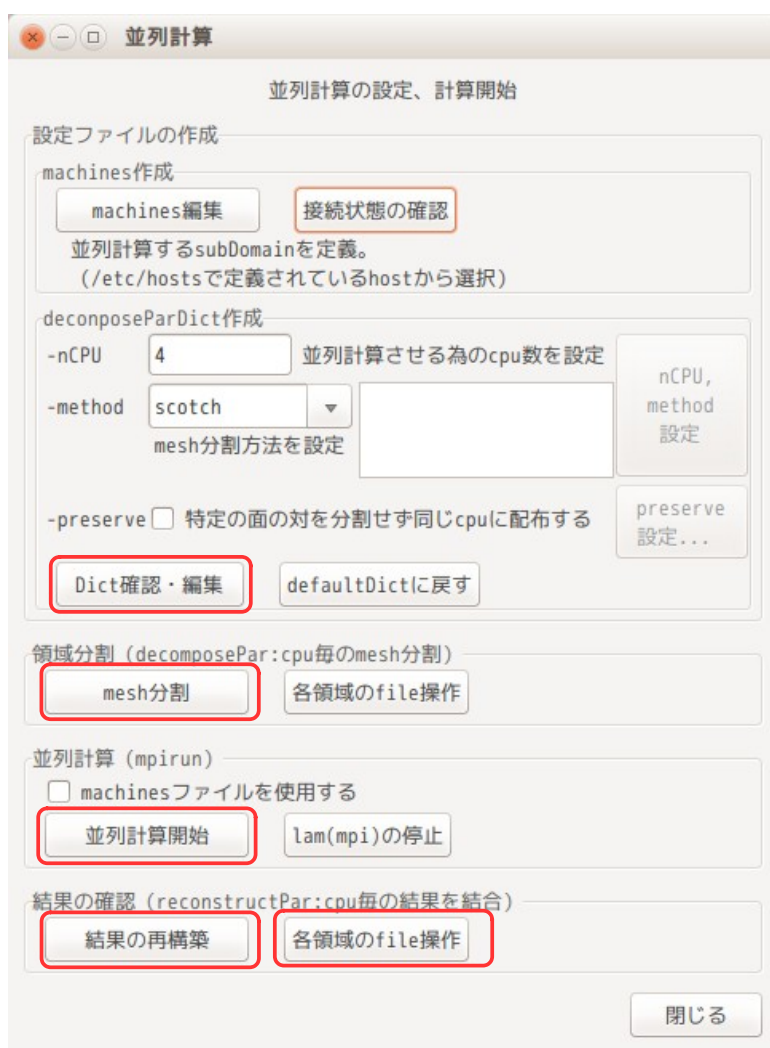 並列計算
並列計算の設定、計算開始
設定ファイルの作成
machines作成
machines編集
接続状態の確認
並列計算するsubDomainを定義。
(/etc/hostsで定義されているhostから選択)
deconposeParDict作成
-nCPU
4
並列計算させる為のcpu数を設定
nCPU,
method
設定
-method
scotch
mesh分割方法を設定
-preserve
特定の面の対を分割せず同じcpuに配布する
preserve
設定...
Dict確認・編集
defaultDictに戻す
領域分割(decomposePar:cpu毎のmesh分割)
mesh分割
各領域のfile操作
並列計算(mpirun)
machinesファイルを使用する
並列計算開始
lam(mpi)の停止
結果の確認(reconstructPar:cpu毎の結果を結合)
結果の再構築
各領域のfile操作
閉じる